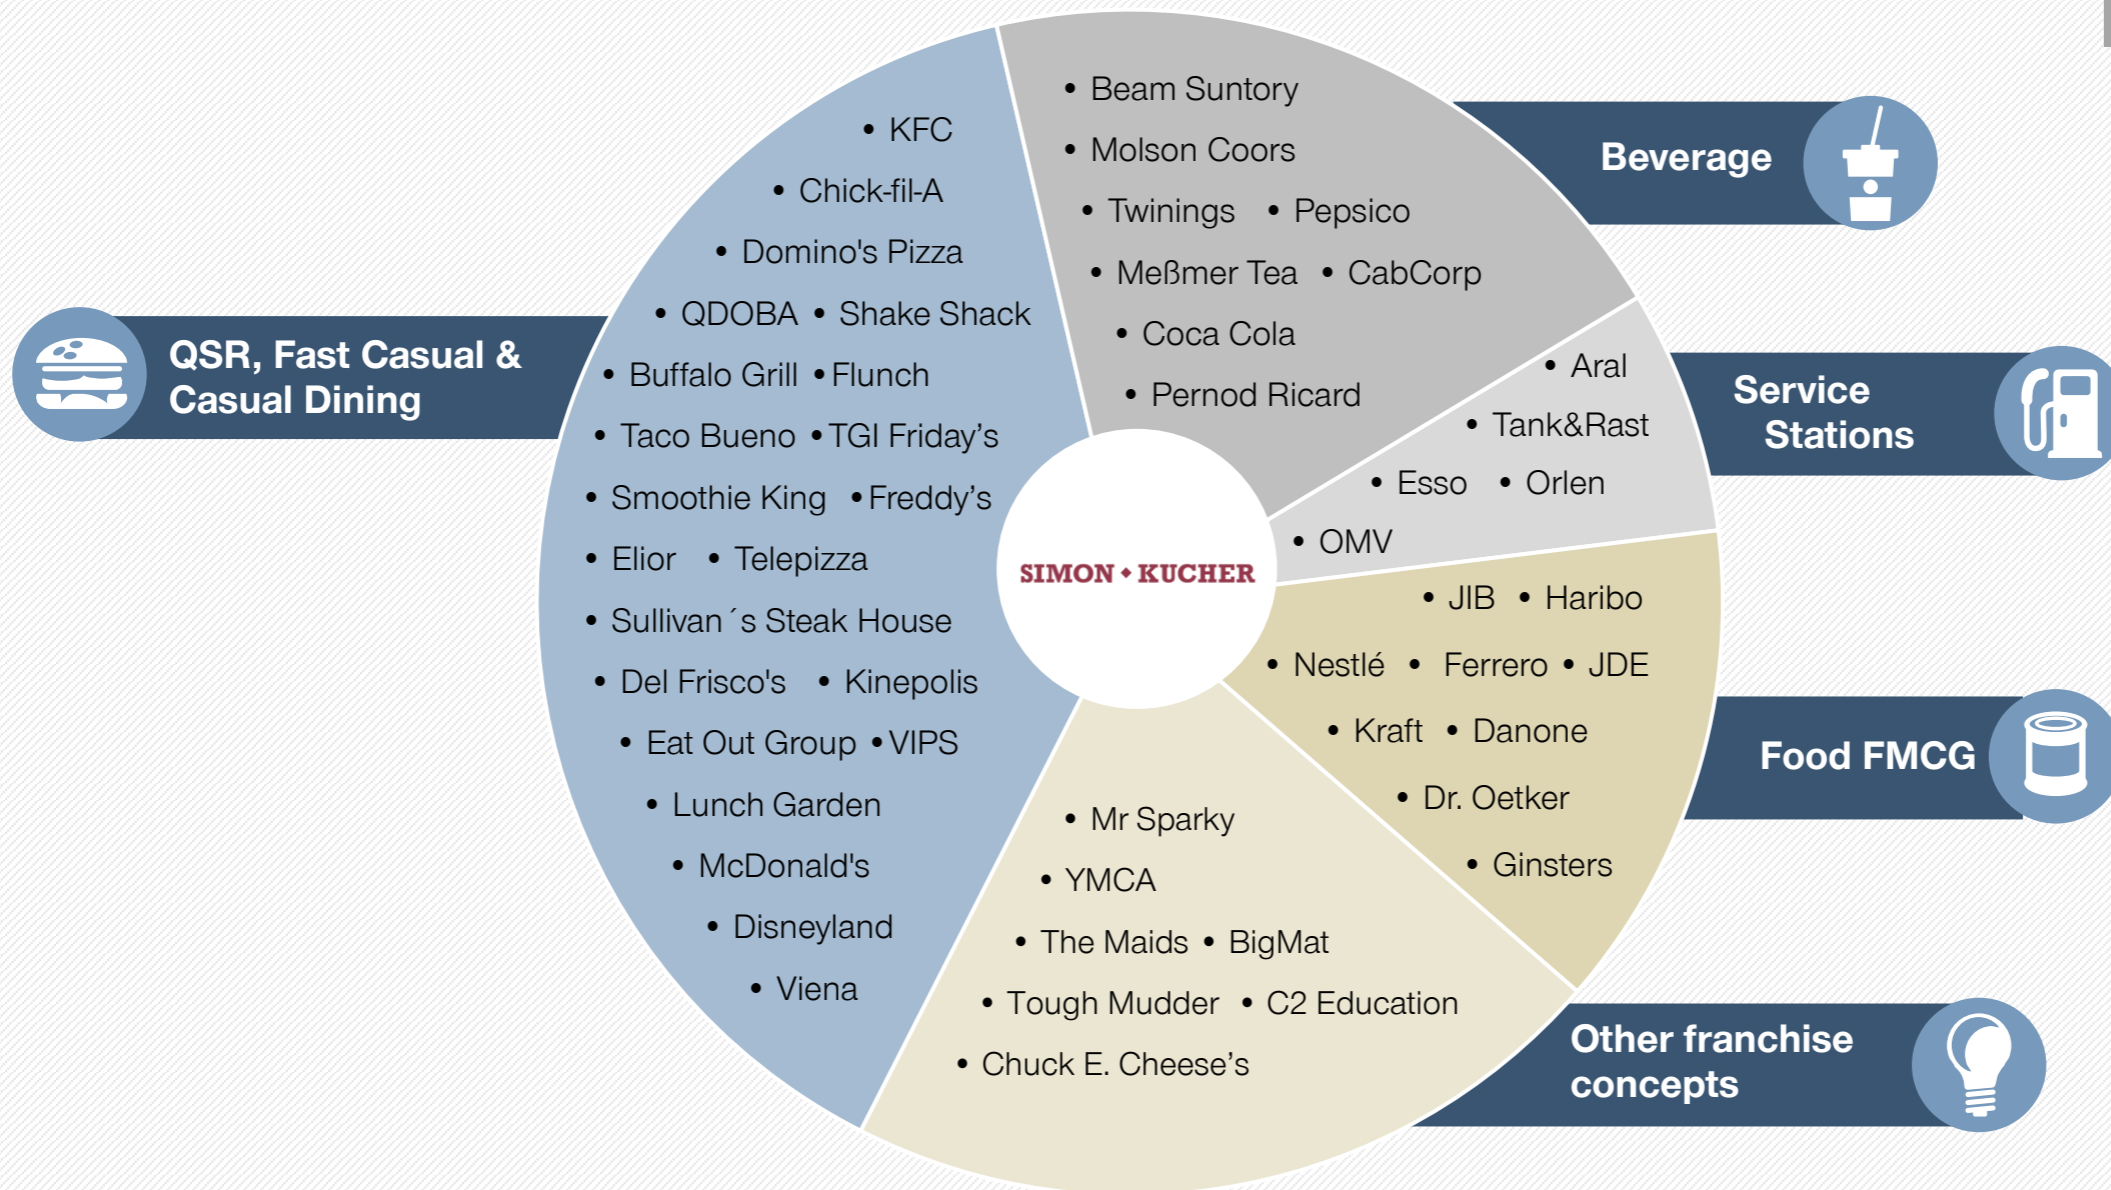 QSR, Fast Casual &
Casual Dining
• KFC
• Chick-fil-A
• Domino's Pizza
• QDOBA • Shake Shack
• Buffalo Grill • Flunch
• Taco Bueno • TGI Friday’s
• Smoothie King • Freddy’s
• Elior • Telepizza
• Sullivan´s Steak House
• Del Frisco's • Kinepolis
• Eat Out Group • VIPS
• Lunch Garden
• McDonald's
• Disneyland
• Viena
• Beam Suntory
• Molson Coors
• Twinings • Pepsico
• Meßmer Tea • CabCorp
• Coca Cola
• Pernod Ricard
Beverage
• Aral
• Tank&Rast
• Esso • Orlen
• OMV
Service
Stations
SIMON • KUCHER
• JIB • Haribo
• Nestlé • Ferrero • JDE
• Kraft • Danone
• Dr. Oetker
• Ginsters
Food FMCG
• Mr Sparky
• YMCA
• The Maids • BigMat
• Tough Mudder • C2 Education
• Chuck E. Cheese’s
Other franchise
concepts